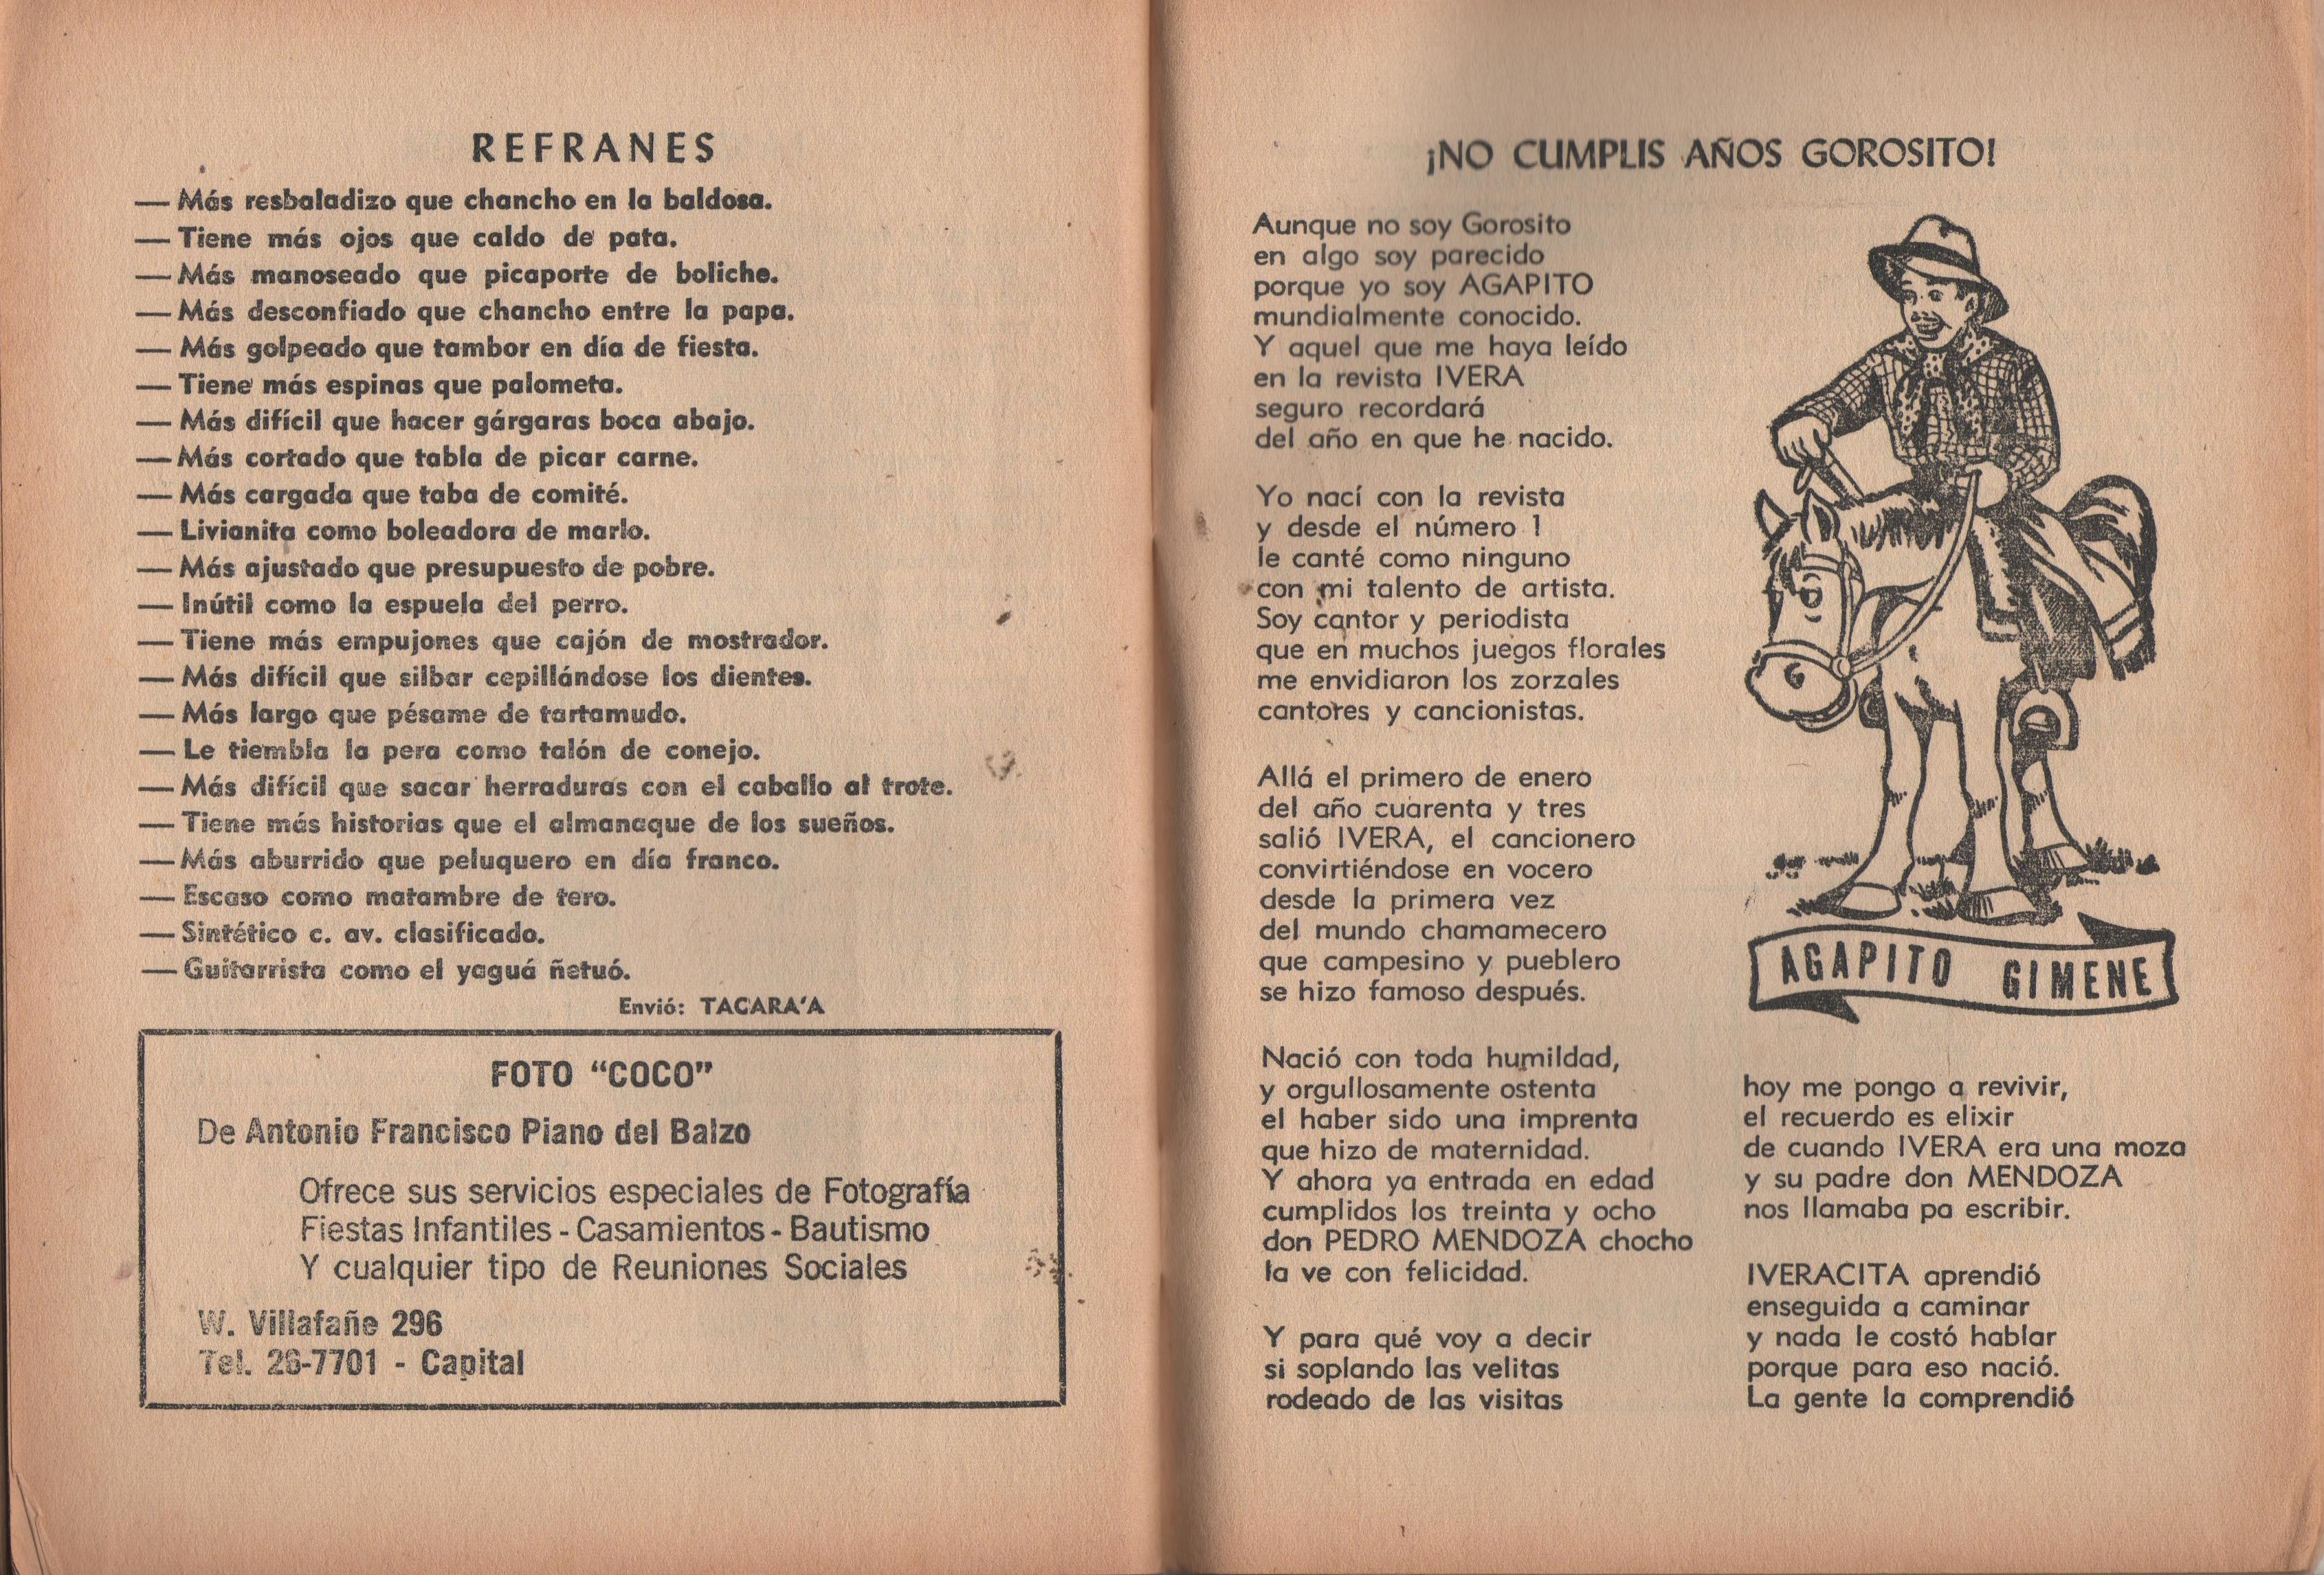 REFRANES
— Más resbaladizo que chancho en la baldosa.
— Tiene más ojos que caldo de pata.
— Más manoseado que picaporte de boliche.
— Más desconfiado que chancho entre la papa.
— Más golpeado que tambor en día de fiesta.
— Tiene más espinas que palometa.
— Más difícil que hacer gárgaras boca abajo.
— Más cortado que tabla de picar carne.
— Más cargada que taba de comité.
— Livianita como boleadora de marlo.
— Más ajustado que presupuesto de pobre.
— Inútil como la espuela del perro.
— Tiene más empujones que cajón de mostrador.
— Más difícil que silbar cepillándose los dientes.
— Más largo que pésame de tartamudo.
— Le tiembla la pera como talón de conejo.
— Más difícil que sacar herraduras con el caballo al trote.
— Tiene más historias que el almanaque de los sueños.
— Más aburrido que peluquero en día franco.
— Escaso como matambre de tero.
— Sintético c. av. clasificado.
— Guitarrista como el yaguá ñetuó.
Envió: TACARA'A
FOTO “COCO”
De Antonio Francisco Piano del Balzo
Ofrece sus servicios especiales de Fotografía
Fiestas Infantiles - Casamientos - Bautismo
Y cualquier tipo de Reuniones Sociales
W. Villafañe 296
Tel. 26-7701 - Capital
¡NO CUMPLIS AÑOS GOROSITO!
Aunque no soy Gorosito
en algo soy parecido
porque yo soy AGAPITO
mundialmente conocido.
Y aquel que me haya leído
en la revista IVERA
seguro recordará
del año en que he nacido.
Yo nací con la revista
y desde el número 1
le canté como ninguno
con mi talento de artista.
Soy cantor y periodista
que en muchos juegos florales
me envidiaron los zorzales
cantores y cancionistas.
Allá el primero de enero
del año cuarenta y tres
salió IVERA, el cancionero
convirtiéndose en vocero
desde la primera vez
del mundo chamamecero
que campesino y pueblero
se hizo famoso después.
Nació con toda humildad,
y orgullosamente ostenta
el haber sido una imprenta
que hizo de maternidad.
Y ahora ya entrada en edad
cumplidos los treinta y ocho
don PEDRO MENDOZA chocho
la ve con felicidad.
Y para qué voy a decir
si soplando las velitas
rodeado de las visitas
AGAPITO GIMENE
hoy me pongo a revivir,
el recuerdo es elixir
de cuando IVERA era una moza
y su padre don MENDOZA
nos llamaba pa escribir.
IVERACITA aprendió
enseguida a caminar
y nada le costó hablar
porque para eso nació.
La gente la comprendió